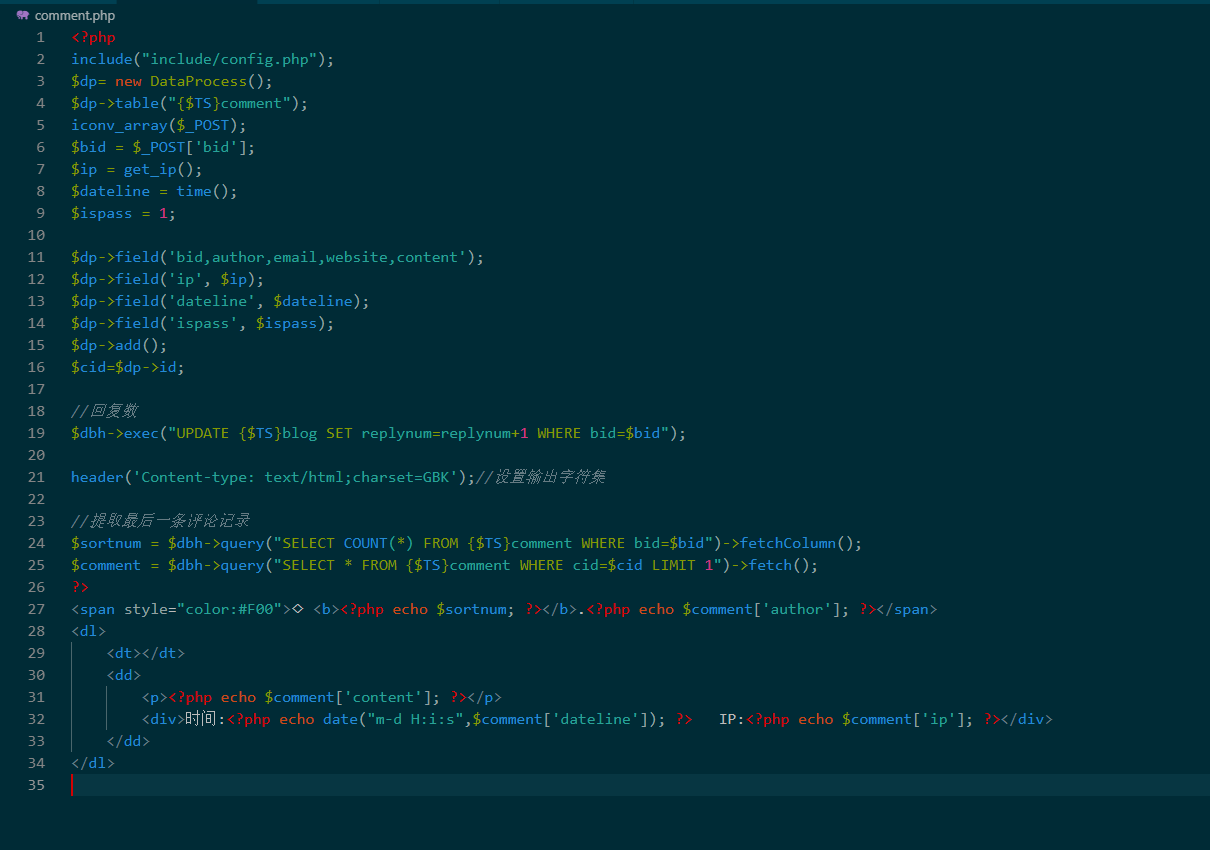 comment.php
1 <?php
2 include("include/config.php");
3 $dp= new DataProcess();
4 $dp->table("{$TS}comment");
5 iconv_array($_POST);
6 $bid = $_POST['bid'];
7 $ip = get_ip();
8 $dateline = time();
9 $ispass = 1;
10
11 $dp->field('bid,author,email,website,content');
12 $dp->field('ip', $ip);
13 $dp->field('dateline', $dateline);
14 $dp->field('ispass', $ispass);
15 $dp->add();
16 $cid=$dp->id;
17
18 //回复数
19 $dbh->exec("UPDATE {$TS}blog SET replynum=replynum+1 WHERE bid=$bid");
20
21 header('Content-type: text/html;charset=GBK');//设置输出字符集
22
23 //提取最后一条评论记录
24 $sortnum = $dbh->query("SELECT COUNT(*) FROM {$TS}comment WHERE bid=$bid")->fetchColumn();
25 $comment = $dbh->query("SELECT * FROM {$TS}comment WHERE cid=$cid LIMIT 1")->fetch();
26 ?>
27 <span style="color:#F00">◇ <b><?php echo $sortnum; ?></b>.<?php echo $comment['author']; ?></span>
28 <dl>
29     <dt></dt>
30     <dd>
31         <p><?php echo $comment['content']; ?></p>
32         <div>时间:<?php echo date("m-d H:i:s",$comment['dateline']); ?>   IP:<?php echo $comment['ip']; ?></div>
33     </dd>
34 </dl>
35